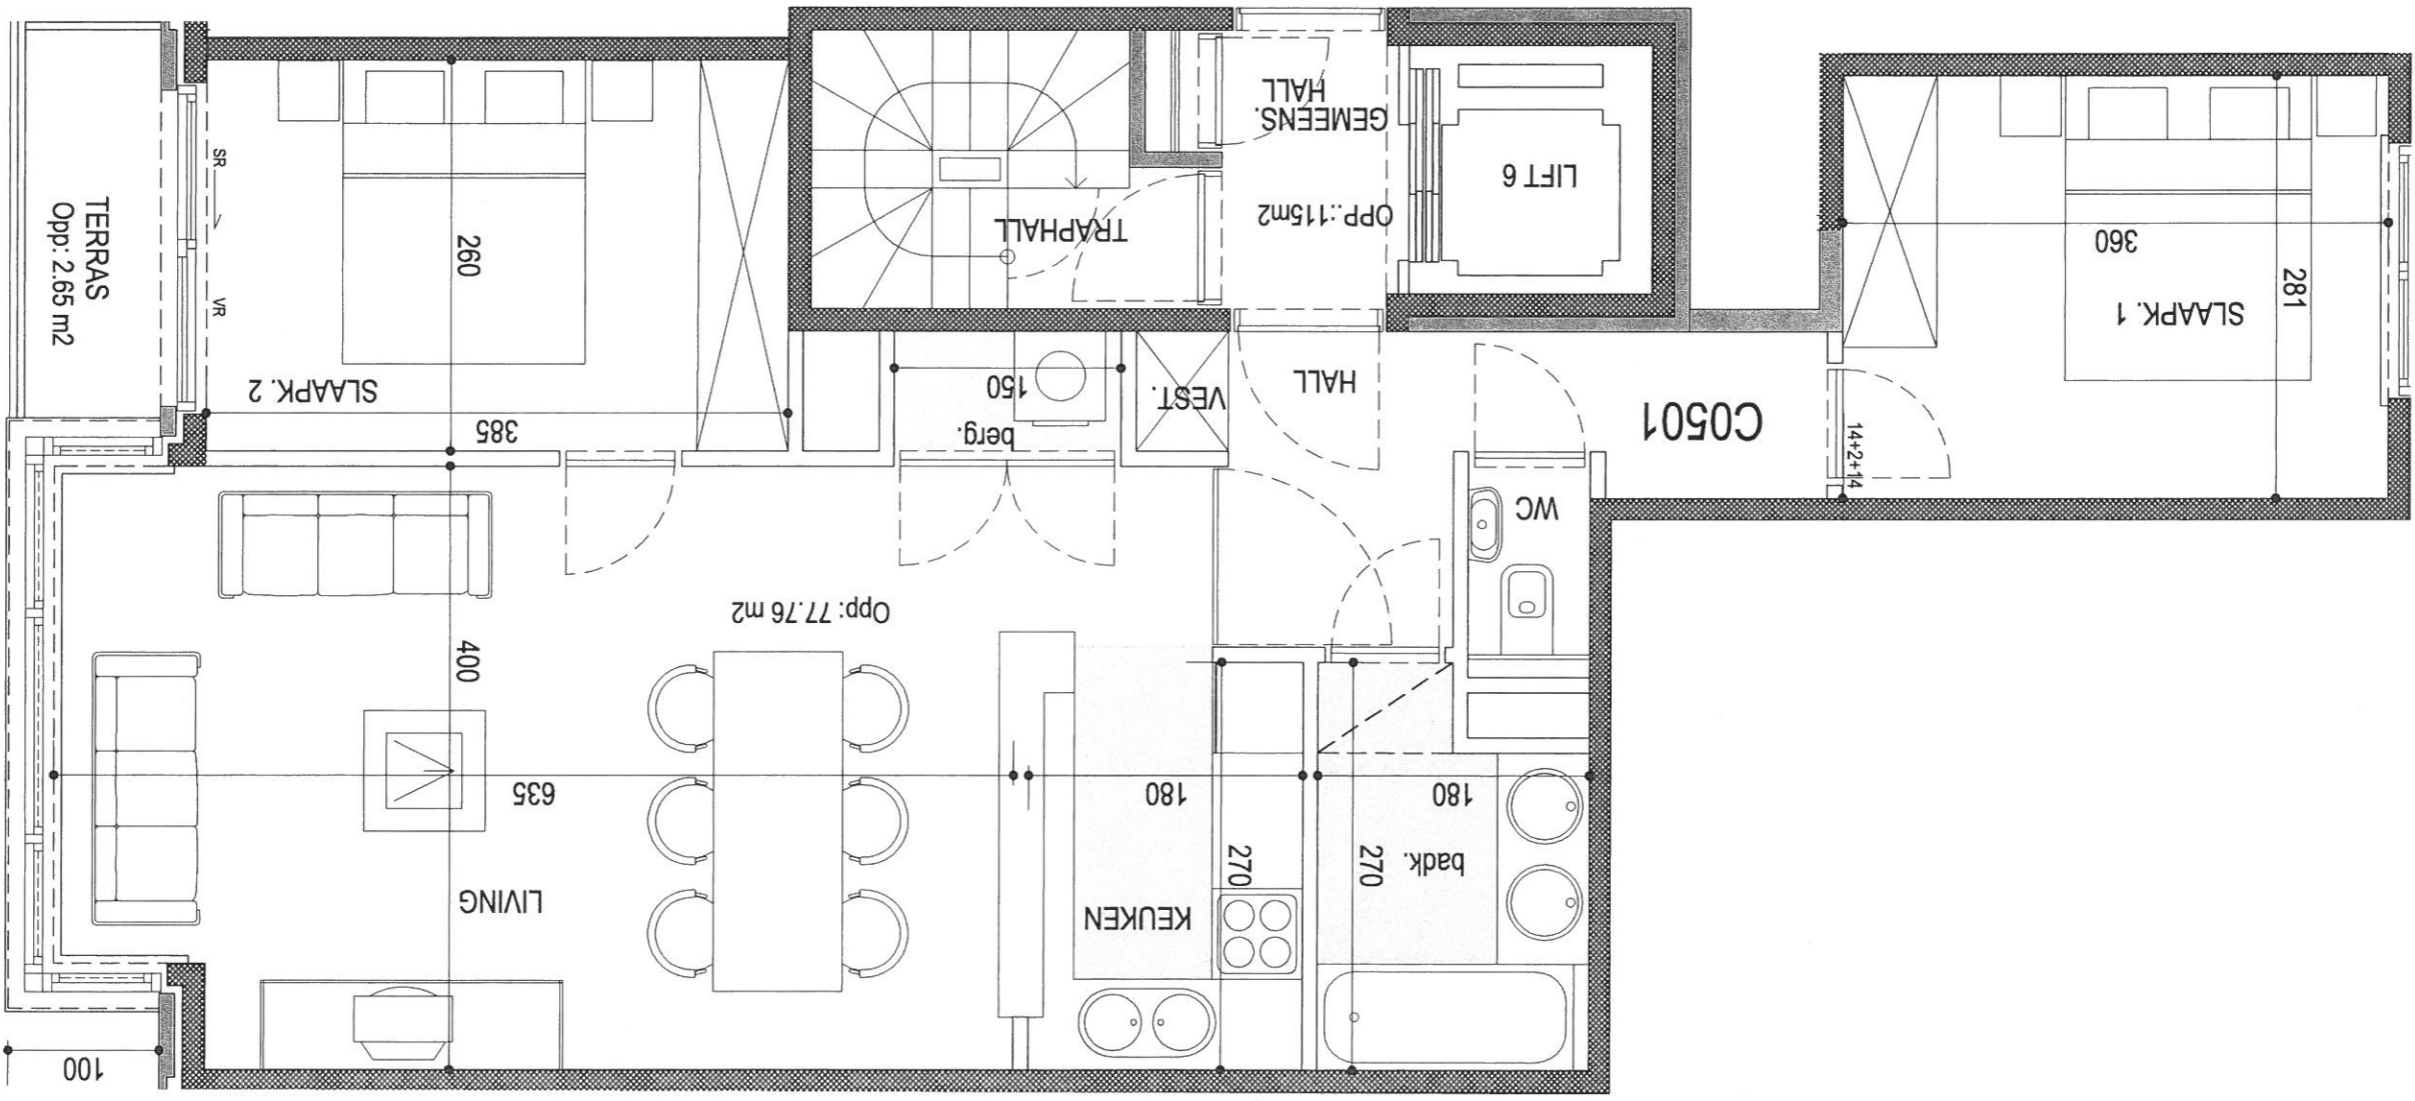 TERRAS
Opp: 2.65 m2
SR
VR
260
SLAAPK. 2
385
TRAPHALL
GEMEENS.
HALL
OPP.:115m2
LIFT 6
360
281
SLAAPK. 1
150
berg.
VEST.
HALL
C0501
14+2+14
WC
Opp: 77.76 m2
400
635
180
180
270
270
badk.
LIVING
KEUKEN
100